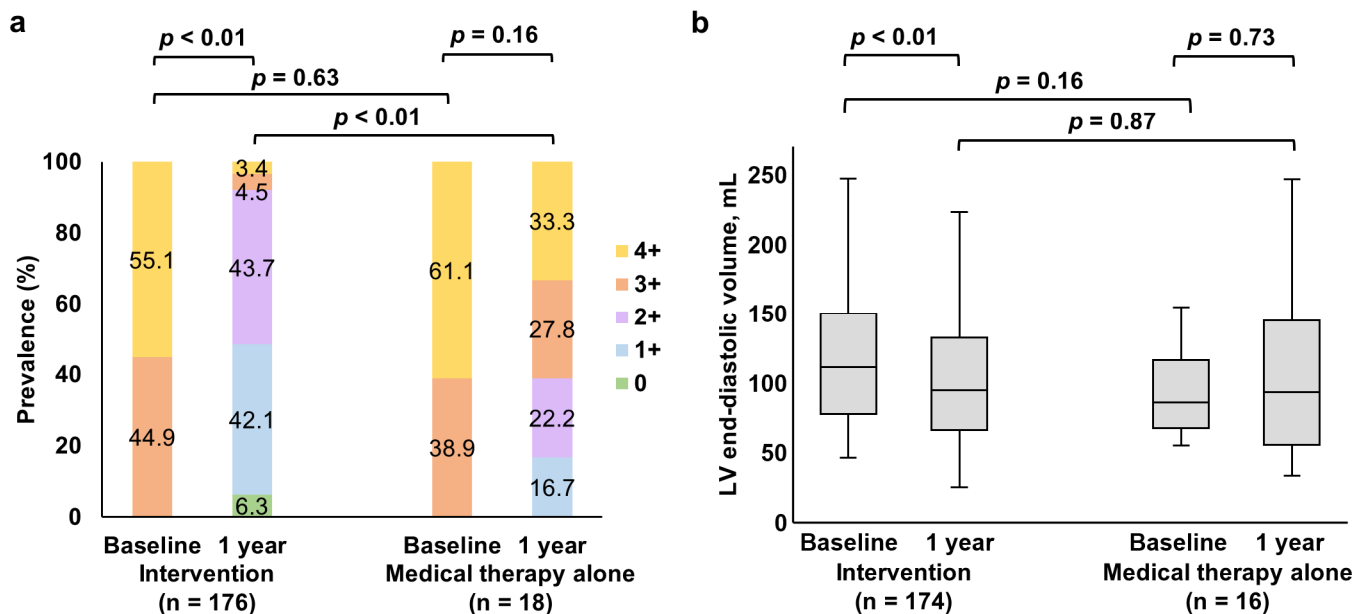 a
p < 0.01
p = 0.16
p = 0.63
p < 0.01
Prevalence (%)
100
80
60
40
20
0
55.1
44.9
3.4
4.5
43.7
42.1
6.3
61.1
38.9
33.3
27.8
22.2
16.7
4+
3+
2+
1+
0
Baseline 1 year
Intervention
(n = 176)
Baseline 1 year
Medical therapy alone
(n = 18)
b
p < 0.01
p = 0.73
p = 0.16
p = 0.87
LV end-diastolic volume, mL
250
200
150
100
50
0
Baseline 1 year
Intervention
(n = 174)
Baseline 1 year
Medical therapy alone
(n = 16)